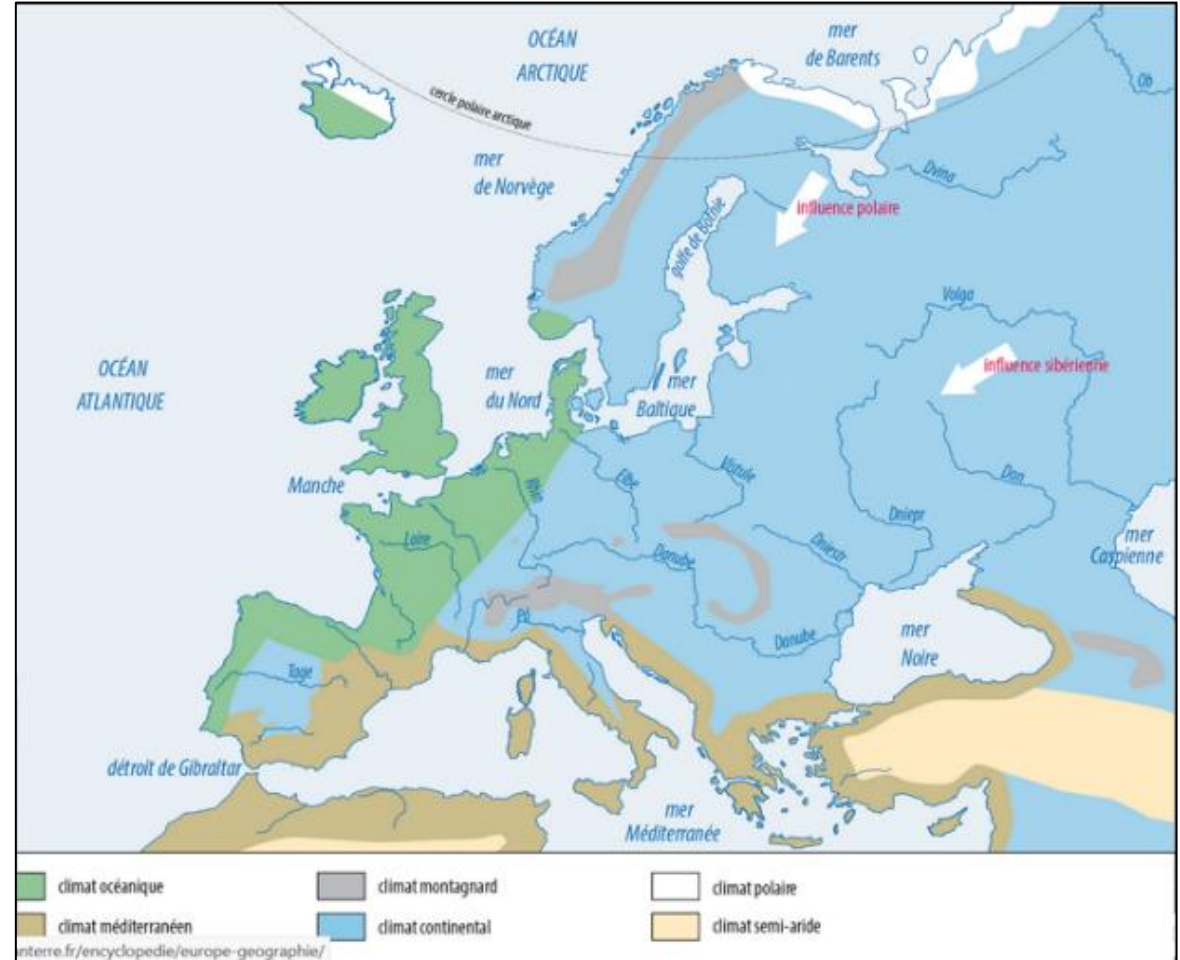 OCÉAN
ARCTIQUE
mer
de Barents
Ob
cercle polaire arctique
mer
de Norvège
Dvina
influence polaire
golfe de Botnie
Volga
OCÉAN
ATLANTIQUE
mer
du Nord
mer
Baltique
influence sibérienne
Manche
Rhin
Elbe
Vistule
Don
Loire
Dniepr
Danube
Dniestr
mer
Caspienne
Pô
Danube
mer
Noire
Tage
détroit de Gibraltar
mer
Méditerranée
climat océanique
climat montagnard
climat polaire
climat méditerranéen
climat continental
climat semi-aride
nterre.fr/encyclopedie/europe-geographie/